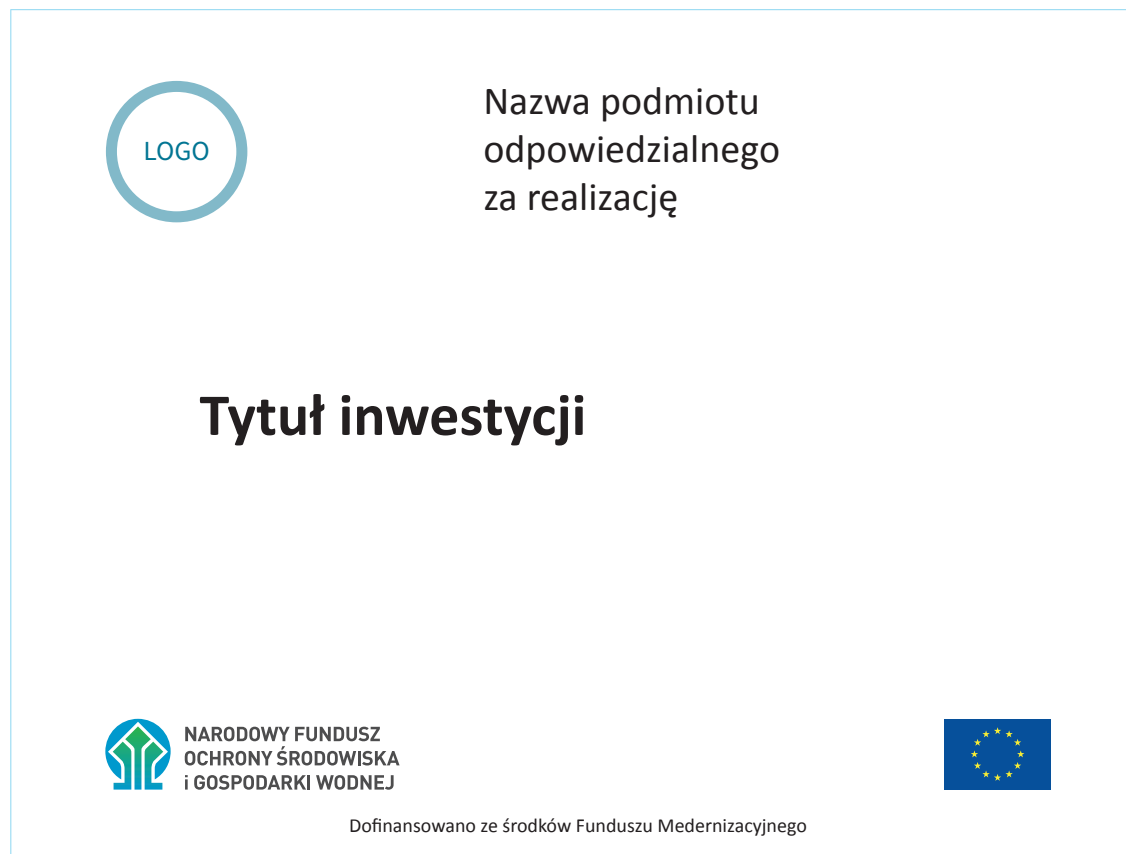 LOGO
Nazwa podmiotu
odpowiedzialnego
za realizację
Tytuł inwestycji
NARODOWY FUNDUSZ
OCHRONY ŚRODOWISKA
i GOSPODARKI WODNEJ
Dofinansowano ze środków Funduszu Medernizacyjnego